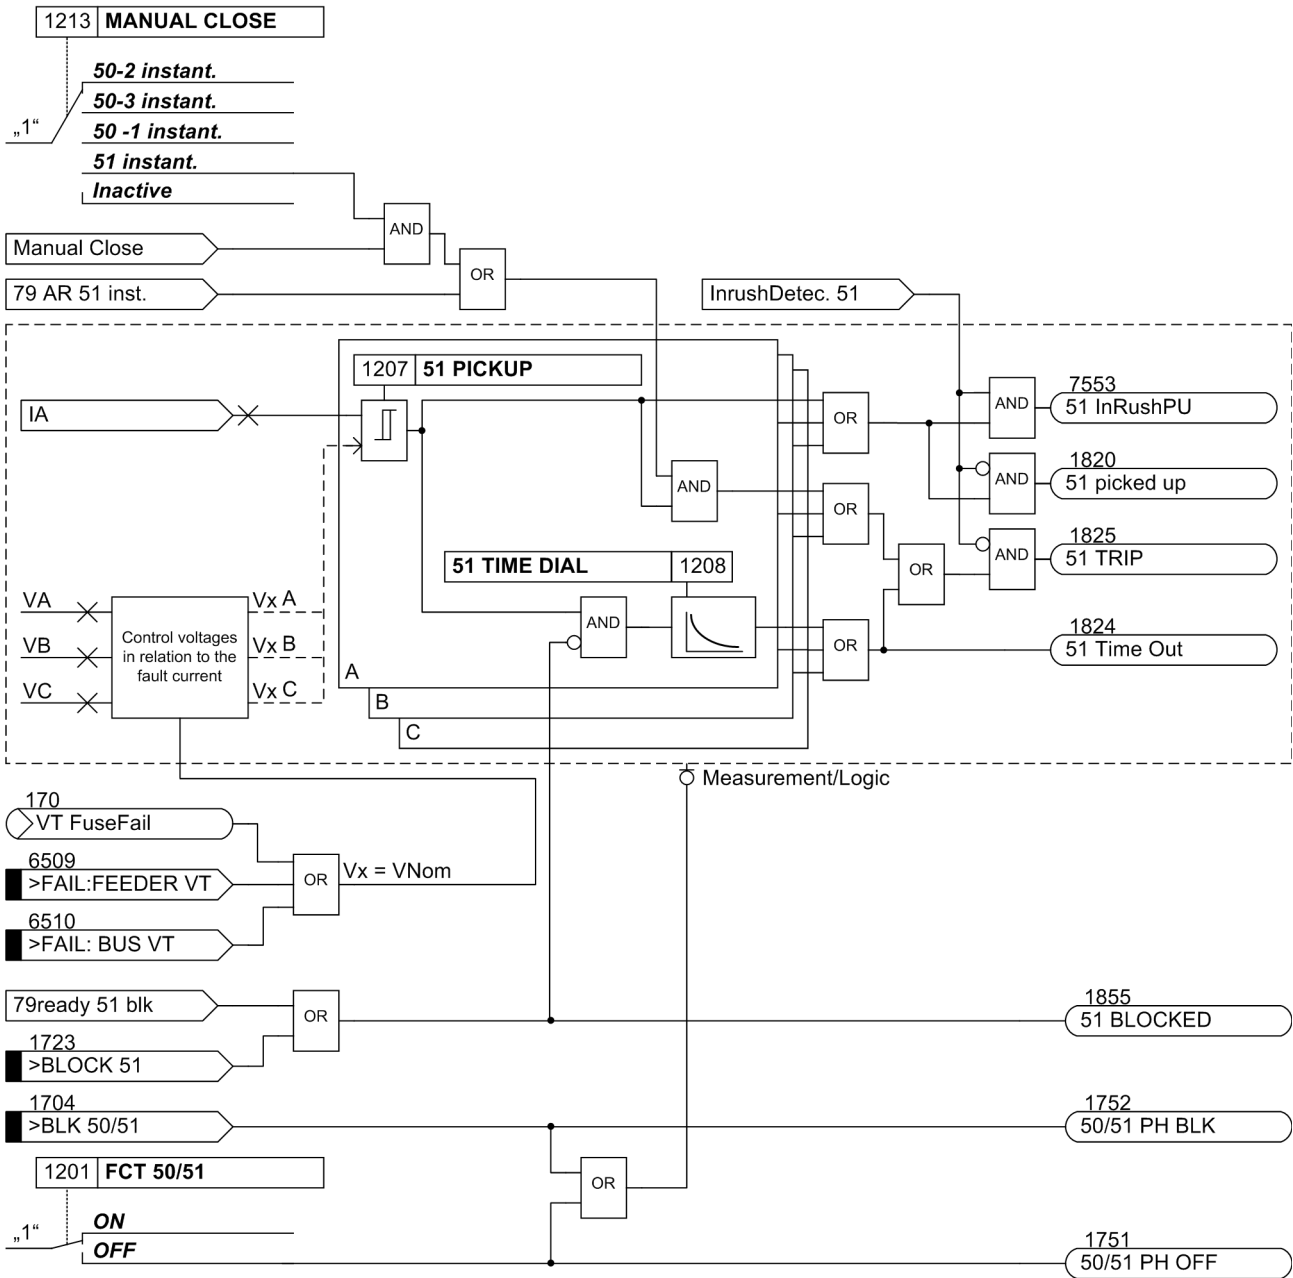 1213 MANUAL CLOSE
50-2 instant.
50-3 instant.
„1“
50 -1 instant.
51 instant.
Inactive
AND
Manual Close
OR
79 AR 51 inst.
InrushDetec. 51
1207 51 PICKUP
7553
IA
OR
AND
51 InRushPU
1820
AND
51 picked up
AND
OR
1825
AND
51 TRIP
51 TIME DIAL 1208
OR
VA
Vx A
Control voltages
in relation to the
fault current
VB
Vx B
VC
Vx C
AND
OR
1824
51 Time Out
A
B
C
Measurement/Logic
170
VT FuseFail
6509
>FAIL:FEEDER VT
OR
Vx = VNom
6510
>FAIL: BUS VT
79ready 51 blk
OR
1855
51 BLOCKED
1723
>BLOCK 51
1704
>BLK 50/51
1752
50/51 PH BLK
1201 FCT 50/51
OR
„1“
ON
OFF
1751
50/51 PH OFF